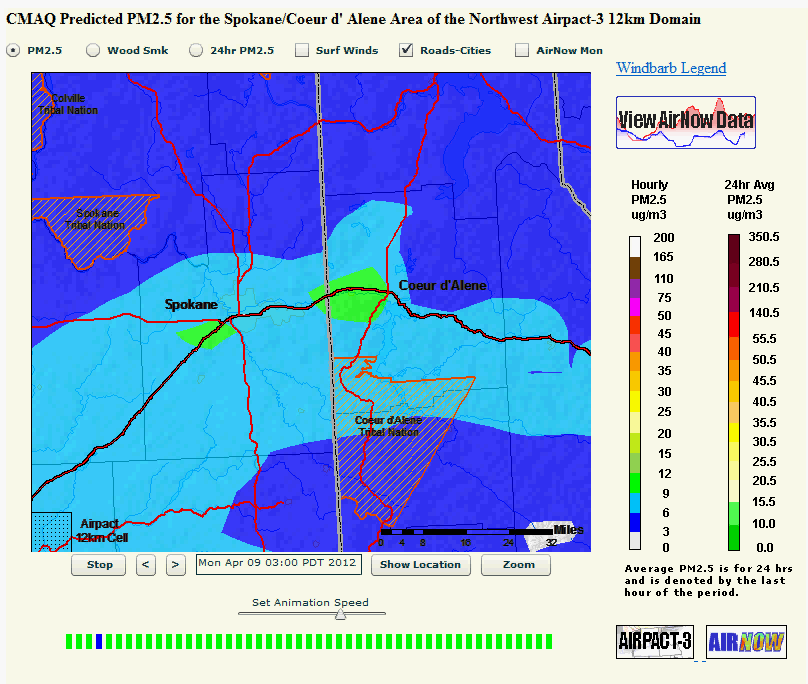 CMAQ Predicted PM2.5 for the Spokane/Coeur d' Alene Area of the Northwest Airpact-3 12km Domain
PM2.5 Wood Smk 24hr PM2.5 Surf Winds Roads-Cities AirNow Mon
Windbarb Legend
View AirNow Data
Colville
Tribal Nation
Spokane
Tribal Nation
Spokane
Coeur d'Alene
Coeur d'Alene
Tribal Nation
Airpact
12km Cell
Miles
0 4 8 16 24 32
Hourly
PM2.5
ug/m3
200
165
110
75
50
45
40
35
30
25
20
15
12
9
6
3
0
24hr Avg
PM2.5
ug/m3
350.5
280.5
210.5
140.5
55.5
50.5
45.5
40.5
35.5
30.5
25.5
20.5
15.5
10.0
0.0
Average PM2.5 is for 24 hrs
and is denoted by the last
hour of the period.
Stop < > Mon Apr 09 03:00 PDT 2012 Show Location Zoom
Set Animation Speed
AIRPACT-3 AIRNOW